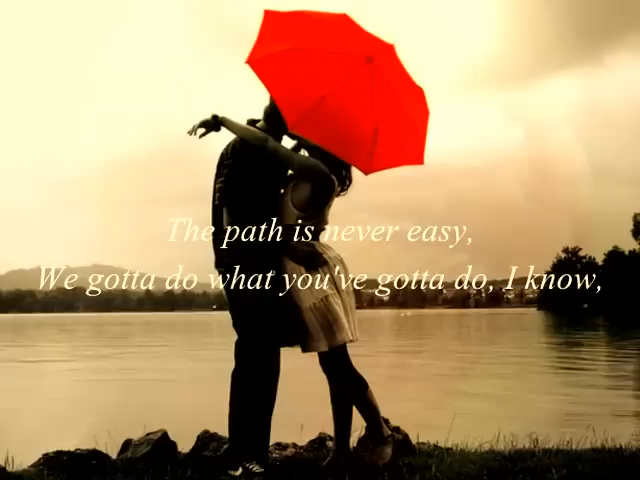 The path is never easy,
We gotta do what you've gotta do, I know,